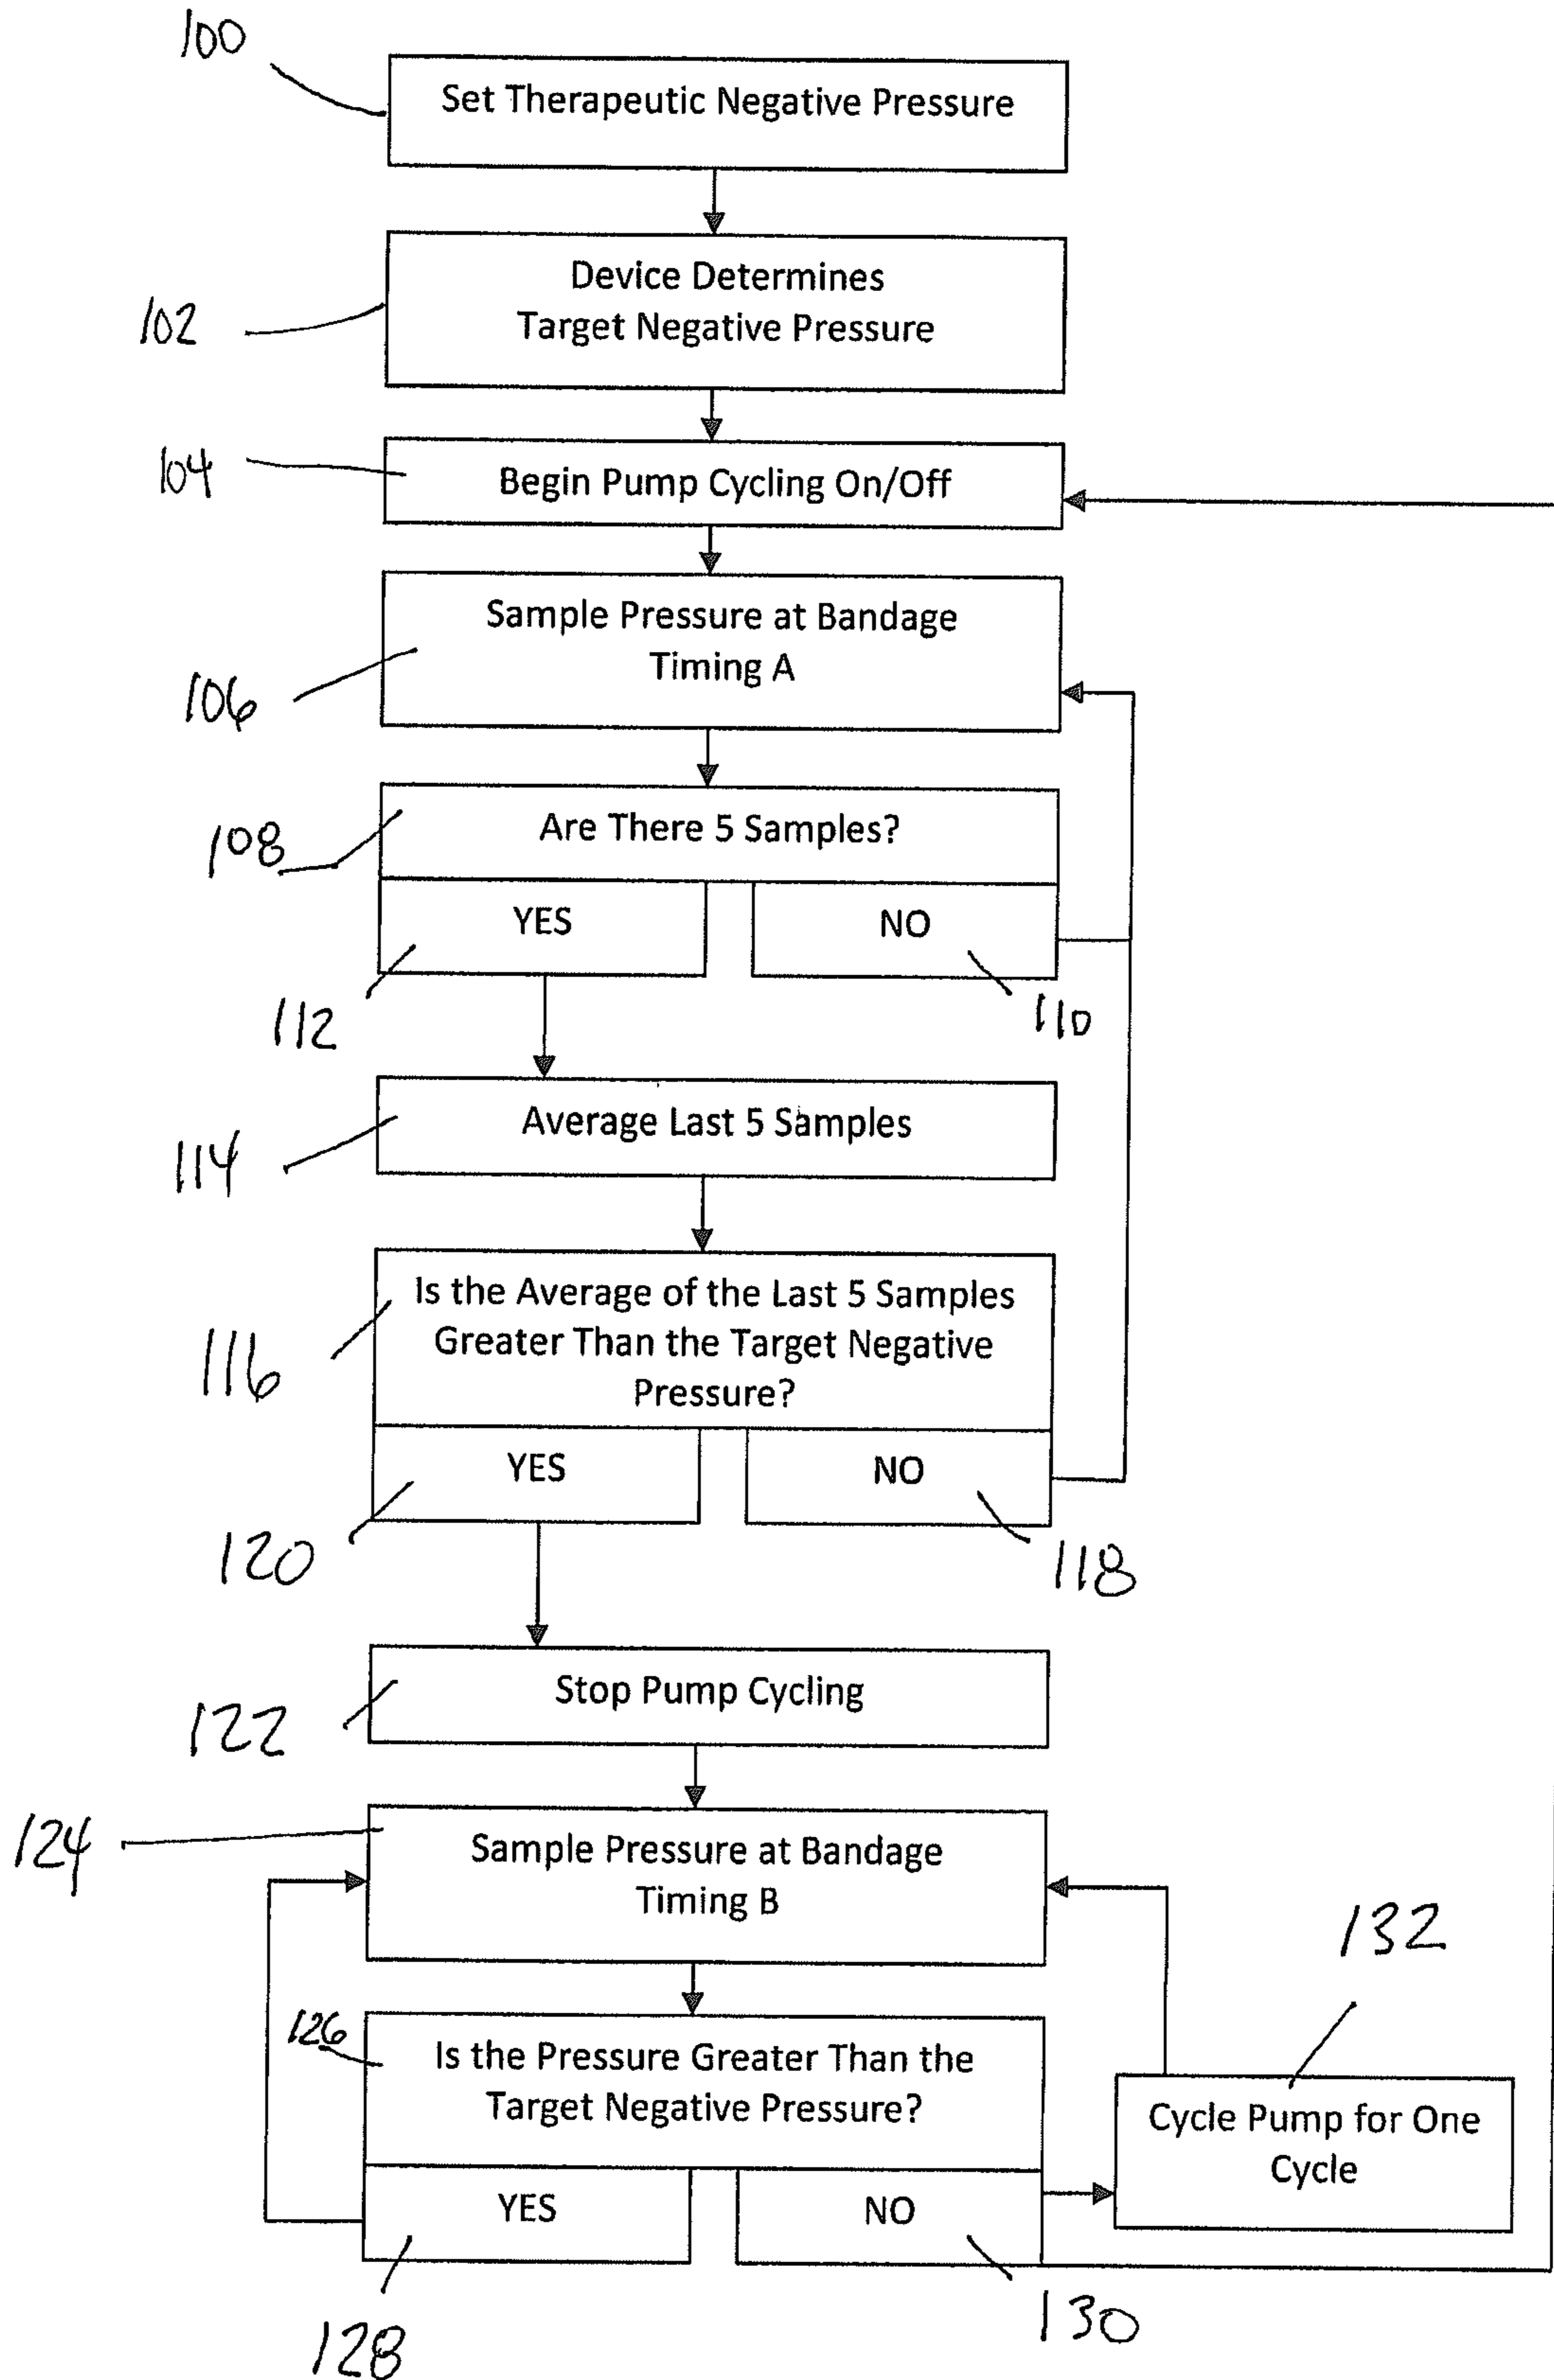 100
Set Therapeutic Negative Pressure
102
Device Determines
Target Negative Pressure
104
Begin Pump Cycling On/Off
106
Sample Pressure at Bandage
Timing A
108
Are There 5 Samples?
YES
NO
112
110
114
Average Last 5 Samples
116
Is the Average of the Last 5 Samples
Greater Than the Target Negative
Pressure?
YES
NO
120
118
122
Stop Pump Cycling
124
Sample Pressure at Bandage
Timing B
132
126
Is the Pressure Greater Than the
Target Negative Pressure?
Cycle Pump for One
Cycle
YES
NO
128
130